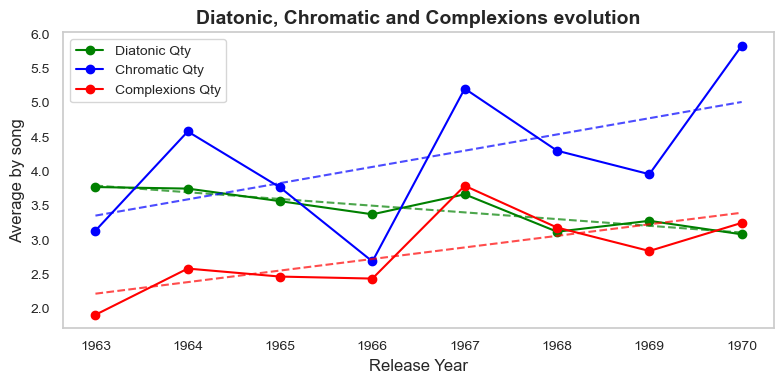 Diatonic, Chromatic and Complexions evolution
Diatonic Qty
Chromatic Qty
Complexions Qty
Average by song
6.0
5.5
5.0
4.5
4.0
3.5
3.0
2.5
2.0
1963 1964 1965 1966 1967 1968 1969 1970
Release Year